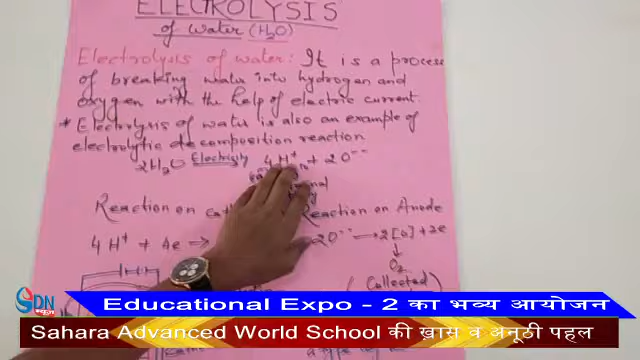 ELECTROLYSIS
of water (H₂O)
Electrolysis of water: It is a process
of breaking water into hydrogen and
oxygen with the help of electric current.
* Electrolysis of water is also an example of
electrolytic decomposition reaction
2H₂O Electricity 4H⁺ + 2O⁻⁻
Reaction on Reaction on Anode
4H⁺ + 4e → 2O⁻⁻ → 2[O] +
O₂
(Collected)
SDN
Educational Expo - 2 का भव्य आयोजन
Sahara Advanced World School की ख़ास व अनूठी पहल